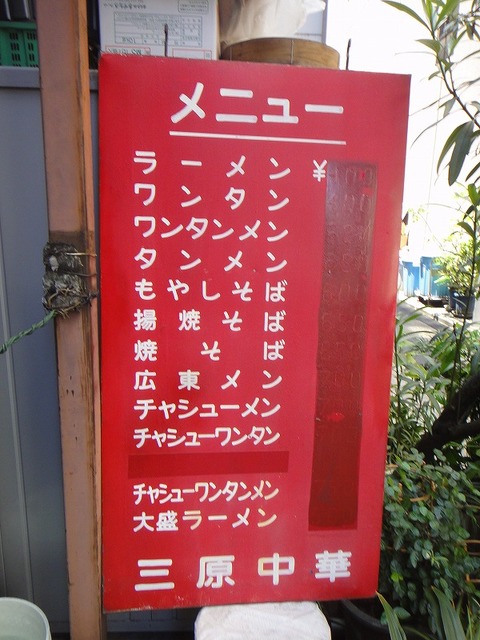 メニュー
ラーメン ¥
ワンタン
ワンタンメン
タンメン
もやしそば
揚焼そば
焼そば
広東メン
チャシューメン
チャシューワンタン
チャシューワンタンメン
大盛ラーメン
三原中華